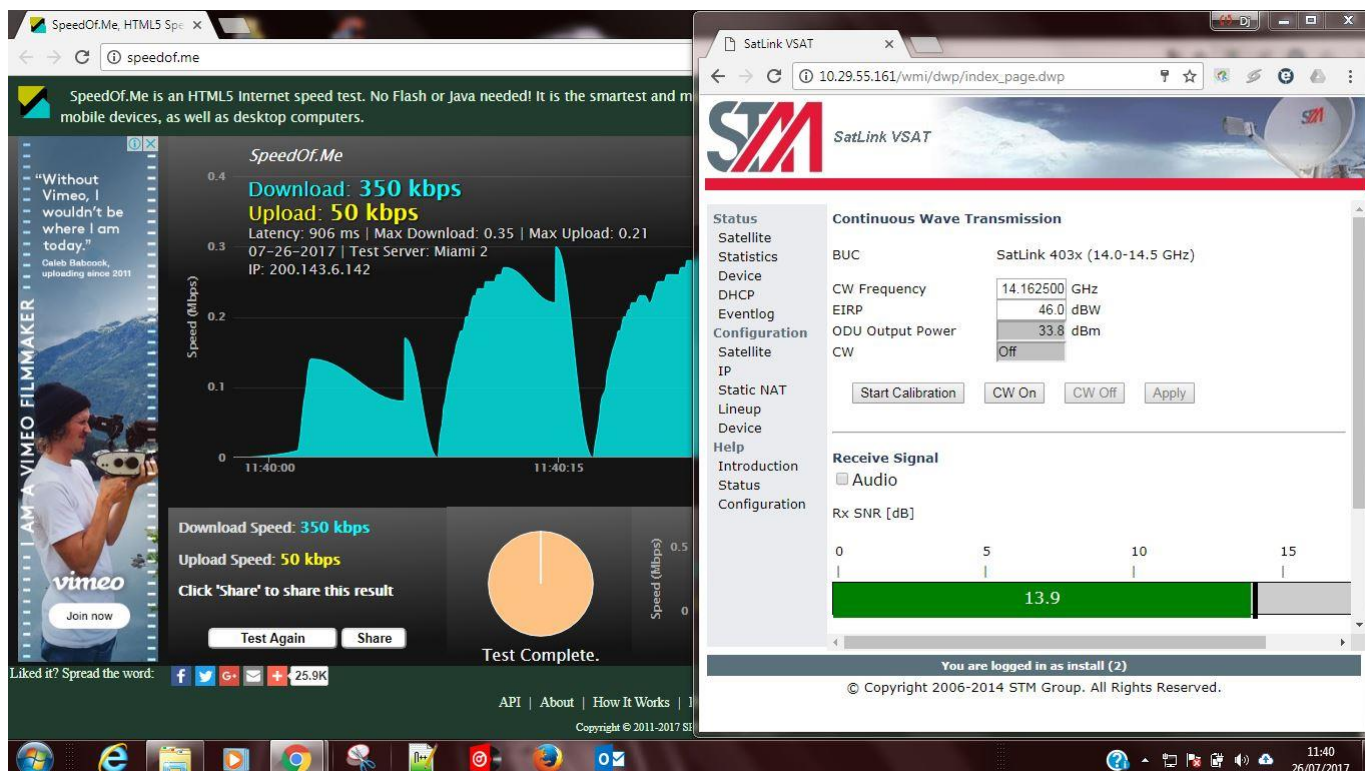 SpeedOf.Me, HTML5 Spe
speedof.me
SpeedOf.Me is an HTML5 Internet speed test. No Flash or Java needed! It is the smartest and m
mobile devices, as well as desktop computers.
"Without
Vimeo, I
wouldn't be
where I am
today."
Caleb Babcock,
uploading since 2011
I AM A VIMEO FILMMAKER
vimeo
Join now
SpeedOf.Me
Download: 350 kbps
Upload: 50 kbps
Latency: 906 ms | Max Download: 0.35 | Max Upload: 0.21
07-26-2017 | Test Server: Miami 2
IP: 200.143.6.142
Speed (Mbps)
0.4
0.3
0.2
0.1
0
11:40:00 11:40:15
Download Speed: 350 kbps
Upload Speed: 50 kbps
Click 'Share' to share this result
Test Again Share
Test Complete.
Speed (Mbps)
0.5
0
Liked it? Spread the word:
f G+ + 25.9K
API | About | How It Works |
Copyright © 2011-2017
Dj
SatLink VSAT
10.29.55.161/wmi/dwp/index_page.dwp
STM
SatLink VSAT
STM
Status
Satellite
Statistics
Device
DHCP
Eventlog
Configuration
Satellite
IP
Static NAT
Lineup
Device
Help
Introduction
Status
Configuration
Continuous Wave Transmission
BUC SatLink 403x (14.0-14.5 GHz)
CW Frequency 14.162500 GHz
EIRP 46.0 dBW
ODU Output Power 33.8 dBm
CW Off
Start Calibration CW On CW Off Apply
Receive Signal
Audio
Rx SNR [dB]
0 5 10 15
13.9
You are logged in as install (2)
© Copyright 2006-2014 STM Group. All Rights Reserved.
11:40
26/07/2017